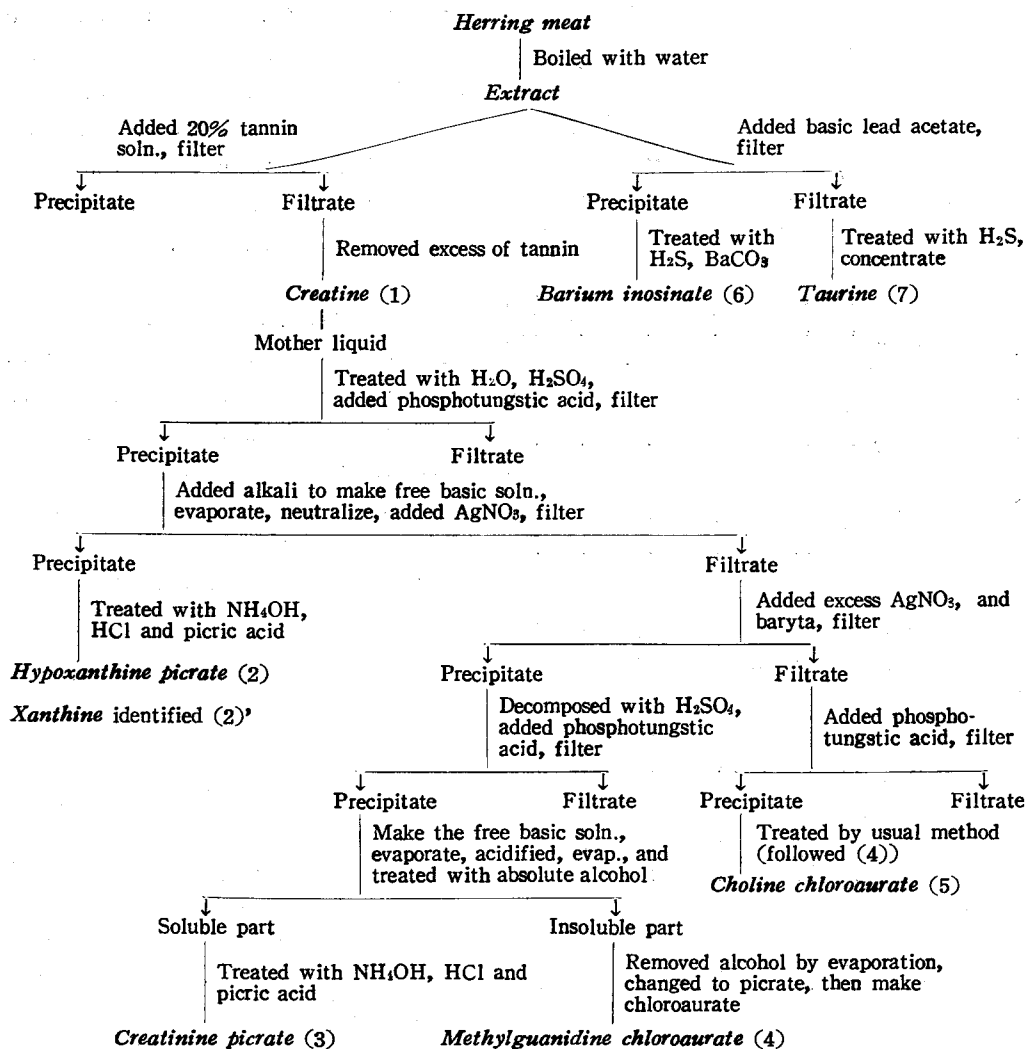 Herring meat
Boiled with water
Extract
Added 20% tannin
soln., filter
Added basic lead acetate,
filter
Precipitate
Filtrate
Precipitate
Filtrate
Removed excess of tannin
Treated with
H₂S, BaCO₃
Treated with H₂S,
concentrate
Creatine (1)
Barium inosinale (6)
Taurine (7)
Mother liquid
Treated with H₂O, H₂SO₄,
added phosphotungstic acid, filter
Precipitate
Filtrate
Added alkali to make free basic soln.,
evaporate, neutralize, added AgNO₃, filter
Precipitate
Filtrate
Treated with NH₄OH,
HCl and picric acid
Added excess AgNO₃, and
baryta, filter
Hypoxanthine picrate (2)
Xanthine identified (2)’
Precipitate
Filtrate
Decomposed with H₂SO₄,
added phosphotungstic
acid, filter
Added phospho-
tungstic acid, filter
Precipitate
Filtrate
Precipitate
Filtrate
Make the free basic soln.,
evaporate, acidified, evap., and
treated with absolute alcohol
Treated by usual method
(followed (4))
Choline chloroaurate (5)
Soluble part
Insoluble part
Treated with NH₄OH, HCl and
picric acid
Removed alcohol by evaporation,
changed to picrate, then make
chloroaurate
Creatinine picrate (3)
Methylguanidine chloroaurate (4)